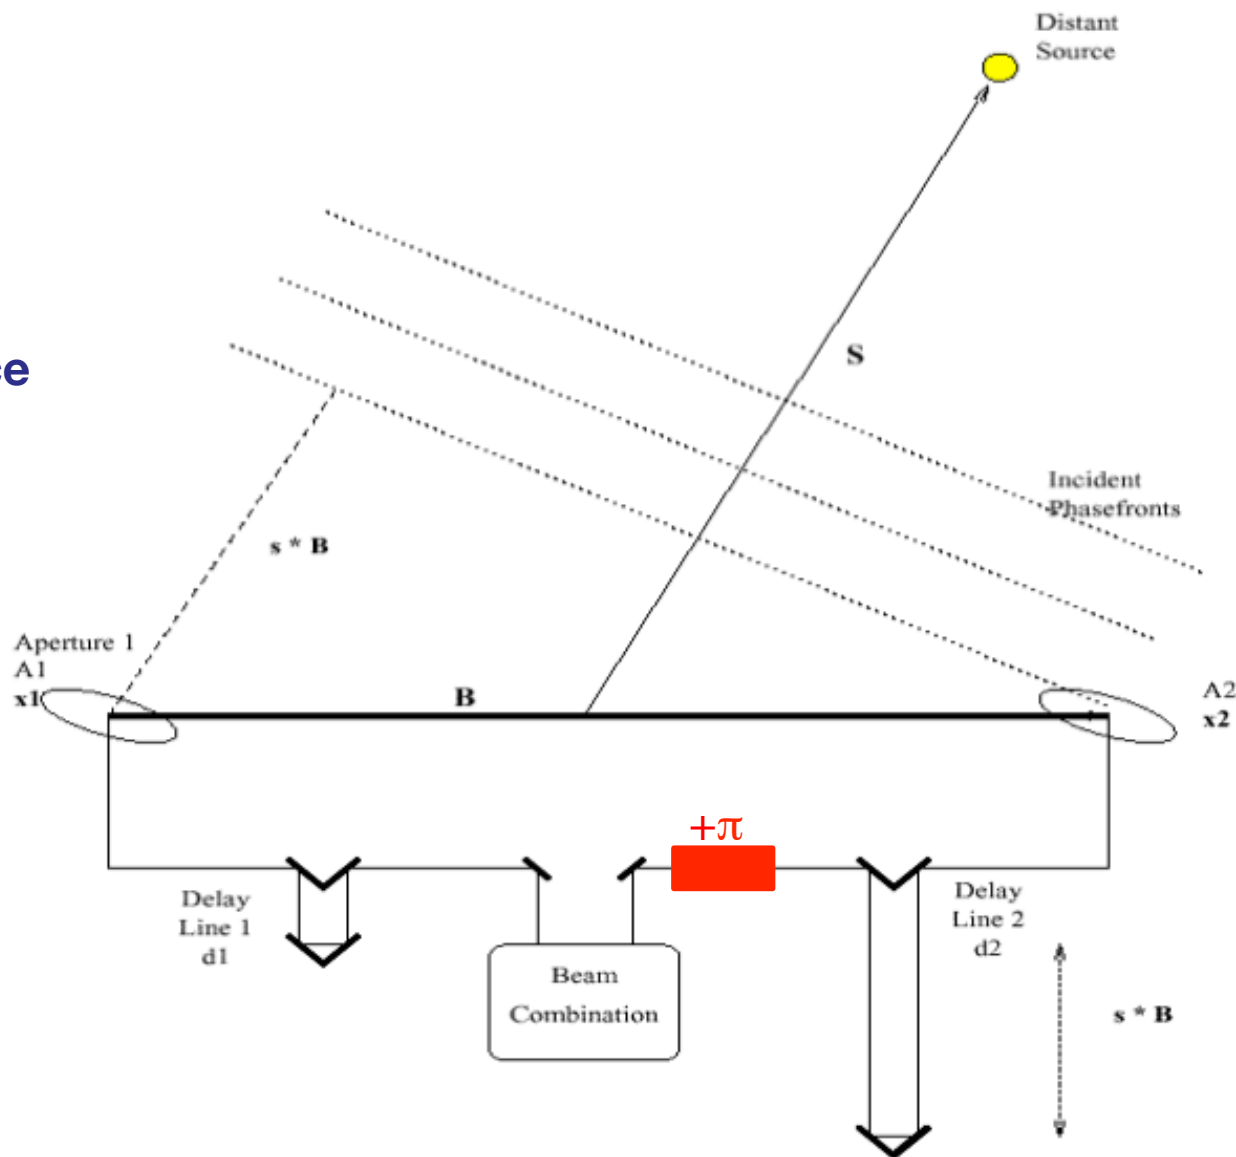 Distant
Source
ce
S
Incident
Phasefronts
s * B
Aperture 1
A1
x1
B
A2
x2
+π
Delay
Line 1
d1
Delay
Line 2
d2
Beam
Combination
s * B